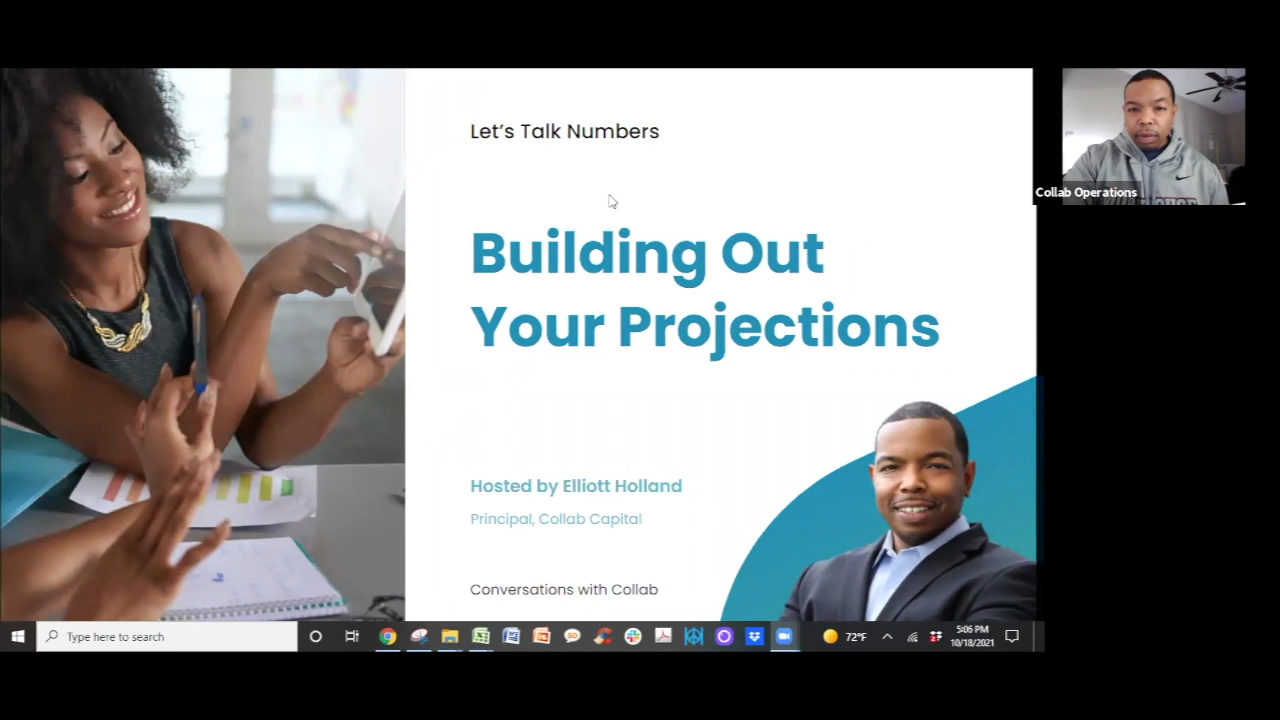 Let's Talk Numbers
Building Out
Your Projections
Hosted by Elliott Holland
Principal, Collab Capital
Conversations with Collab
Collab Operations
Type here to search
72°F
5:05 PM
10/18/2021